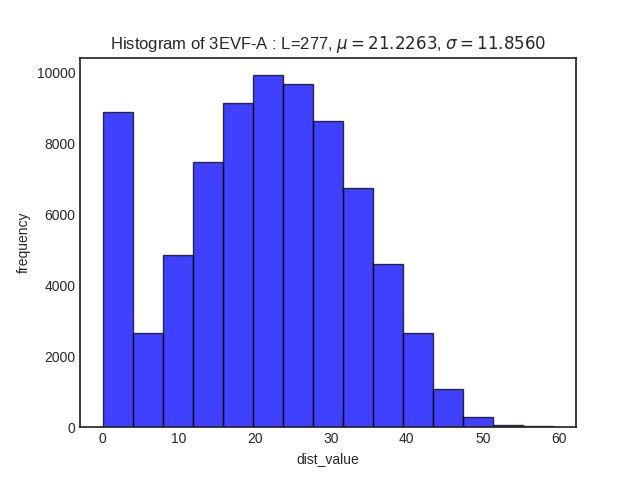 Histogram of 3EVF-A : L=277, μ = 21.2263, σ = 11.8560
10000
8000
6000
4000
2000
0
frequency
0 10 20 30 40 50 60
dist_value